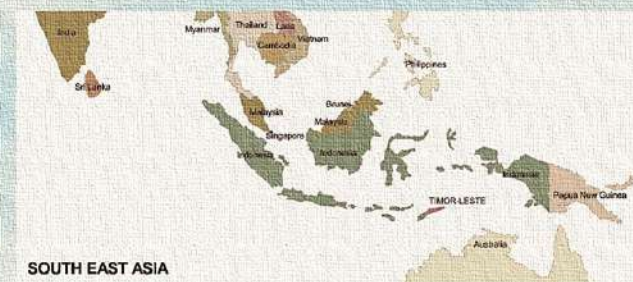 India
Sri Lanka
Myanmar
Thailand
Laos
Vietnam
Cambodia
Philippines
Malaysia
Brunei
Malaysia
Singapore
Indonesia
Indonesia
Indonesia
Papua New Guinea
TIMOR-LESTE
Australia
SOUTH EAST ASIA